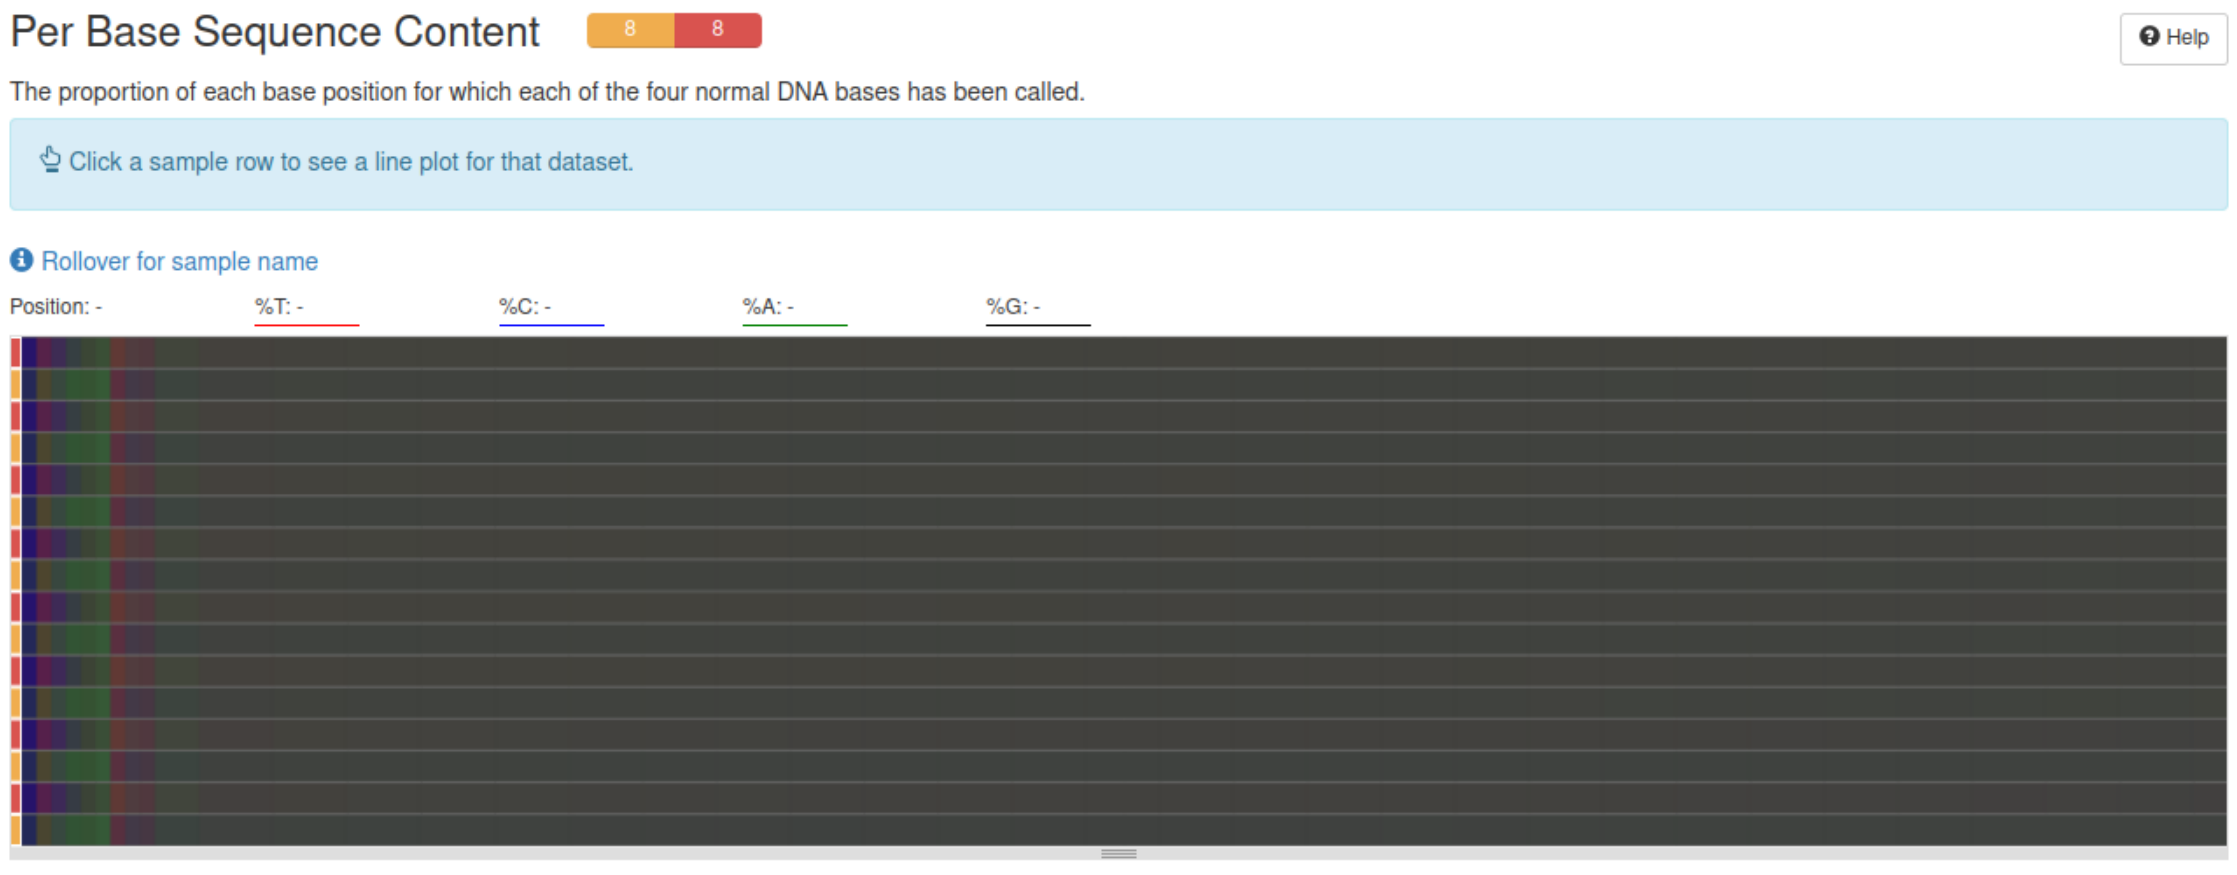 Per Base Sequence Content 8 8 Help
The proportion of each base position for which each of the four normal DNA bases has been called.
Click a sample row to see a line plot for that dataset.
Rollover for sample name
Position: - %T: - %C: - %A: - %G: -